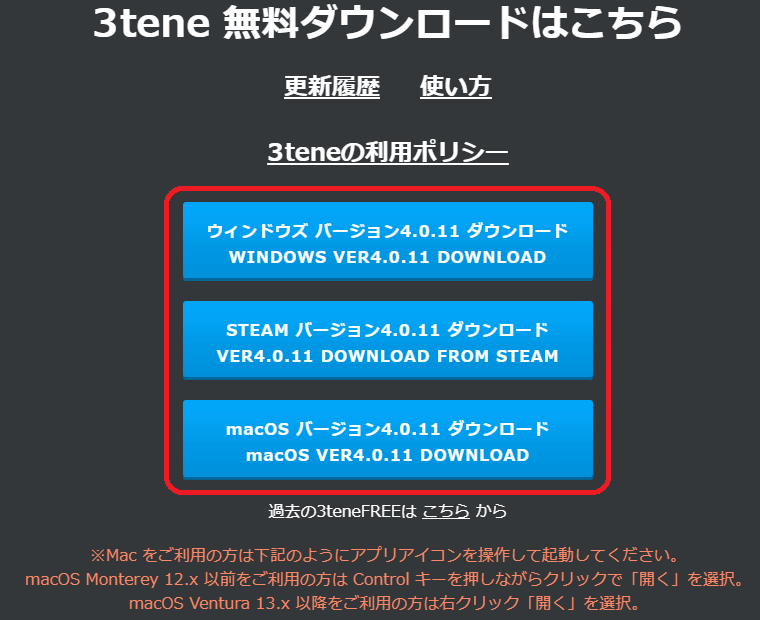 3tene 無料ダウンロードはこちら
更新履歴 使い方
3teneの利用ポリシー
ウィンドウズ バージョン4.0.11 ダウンロード
WINDOWS VER4.0.11 DOWNLOAD
STEAM バージョン4.0.11 ダウンロード
VER4.0.11 DOWNLOAD FROM STEAM
macOS バージョン4.0.11 ダウンロード
macOS VER4.0.11 DOWNLOAD
過去の3teneFREEは こちら から
※Mac をご利用の方は下記のようにアプリアイコンを操作して起動してください。
macOS Monterey 12.x 以前をご利用の方は Control キーを押しながらクリックで「開く」を選択。
macOS Ventura 13.x 以降をご利用の方は右クリック「開く」を選択。